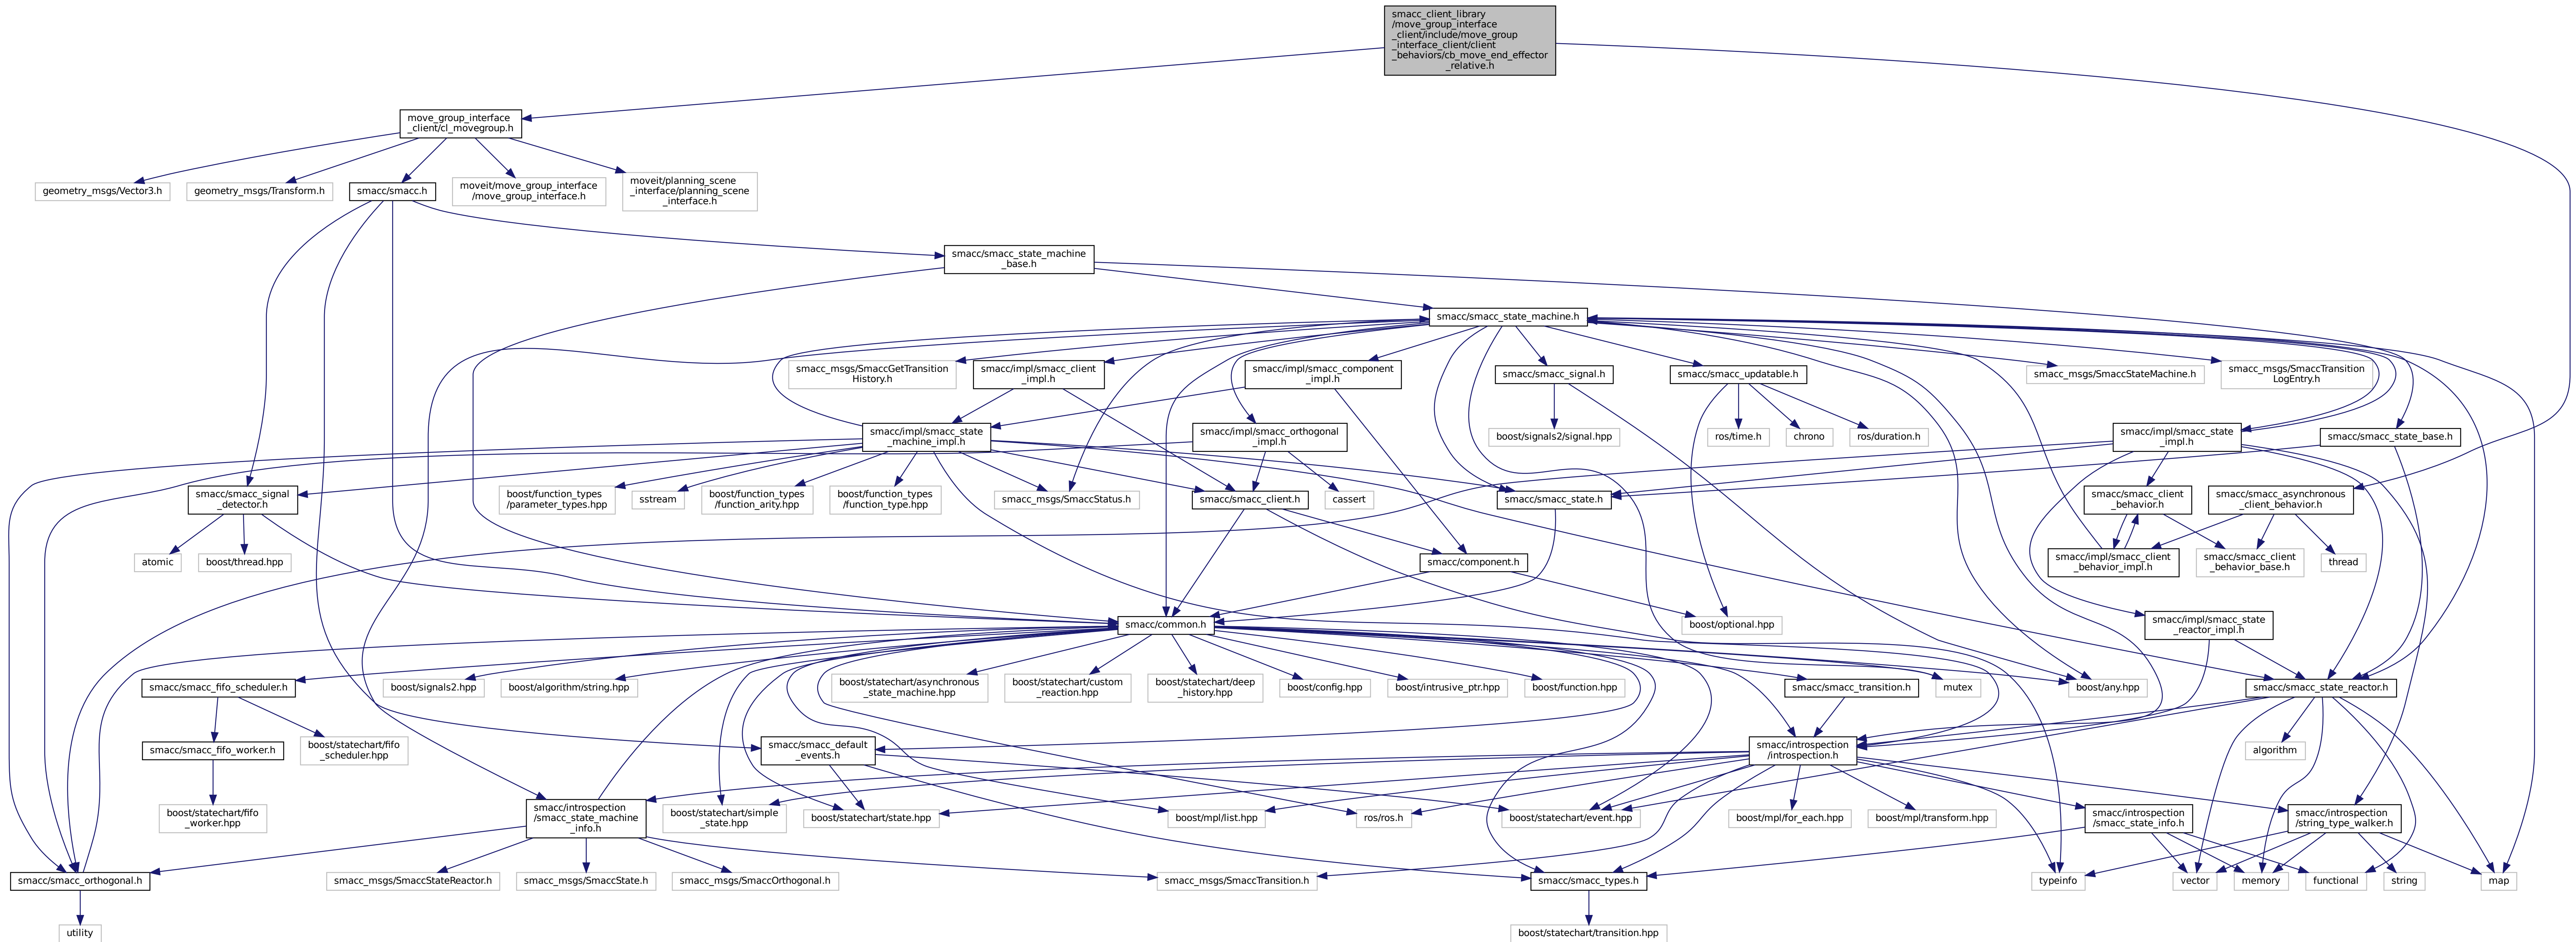 smacc_client_library
/move_group_interface
_client/include/move_group
_interface_client/client
_behaviors/cb_move_end_effector
_relative.h
move_group_interface
_client/cl_movegroup.h
geometry_msgs/Vector3.h
geometry_msgs/Transform.h
smacc/smacc.h
moveit/move_group_interface
/move_group_interface.h
moveit/planning_scene
_interface/planning_scene
_interface.h
smacc/smacc_state_machine
_base.h
smacc/smacc_state_machine.h
smacc_msgs/SmaccGetTransition
History.h
smacc/impl/smacc_client
_impl.h
smacc/impl/smacc_component
_impl.h
smacc/smacc_signal.h
smacc/smacc_updatable.h
smacc_msgs/SmaccStateMachine.h
smacc_msgs/SmaccTransition
LogEntry.h
smacc/impl/smacc_state
_machine_impl.h
smacc/impl/smacc_orthogonal
_impl.h
boost/signals2/signal.hpp
ros/time.h
chrono
ros/duration.h
smacc/impl/smacc_state
_impl.h
smacc/smacc_state_base.h
smacc/smacc_signal
_detector.h
boost/function_types
/parameter_types.hpp
sstream
boost/function_types
/function_arity.hpp
boost/function_types
/function_type.hpp
smacc_msgs/SmaccStatus.h
smacc/smacc_client.h
cassert
smacc/smacc_state.h
smacc/smacc_client
_behavior.h
smacc/smacc_asynchronous
_client_behavior.h
atomic
boost/thread.hpp
smacc/component.h
smacc/impl/smacc_client
_behavior_impl.h
smacc/smacc_client
_behavior_base.h
thread
smacc/common.h
boost/optional.hpp
smacc/impl/smacc_state
_reactor_impl.h
smacc/smacc_fifo_scheduler.h
boost/signals2.hpp
boost/algorithm/string.hpp
boost/statechart/asynchronous
_state_machine.hpp
boost/statechart/custom
_reaction.hpp
boost/statechart/deep
_history.hpp
boost/config.hpp
boost/intrusive_ptr.hpp
boost/function.hpp
smacc/smacc_transition.h
mutex
boost/any.hpp
smacc/smacc_state_reactor.h
smacc/smacc_fifo_worker.h
boost/statechart/fifo
_scheduler.hpp
smacc/smacc_default
_events.h
smacc/introspection
/introspection.h
algorithm
boost/statechart/fifo
_worker.hpp
smacc/introspection
/smacc_state_machine
_info.h
boost/statechart/simple
_state.hpp
boost/statechart/state.hpp
boost/mpl/list.hpp
ros/ros.h
boost/statechart/event.hpp
boost/mpl/for_each.hpp
boost/mpl/transform.hpp
smacc/introspection
/smacc_state_info.h
smacc/introspection
/string_type_walker.h
smacc/smacc_orthogonal.h
smacc_msgs/SmaccStateReactor.h
smacc_msgs/SmaccState.h
smacc_msgs/SmaccOrthogonal.h
smacc_msgs/SmaccTransition.h
smacc/smacc_types.h
typeinfo
vector
memory
functional
string
map
utility
boost/statechart/transition.hpp